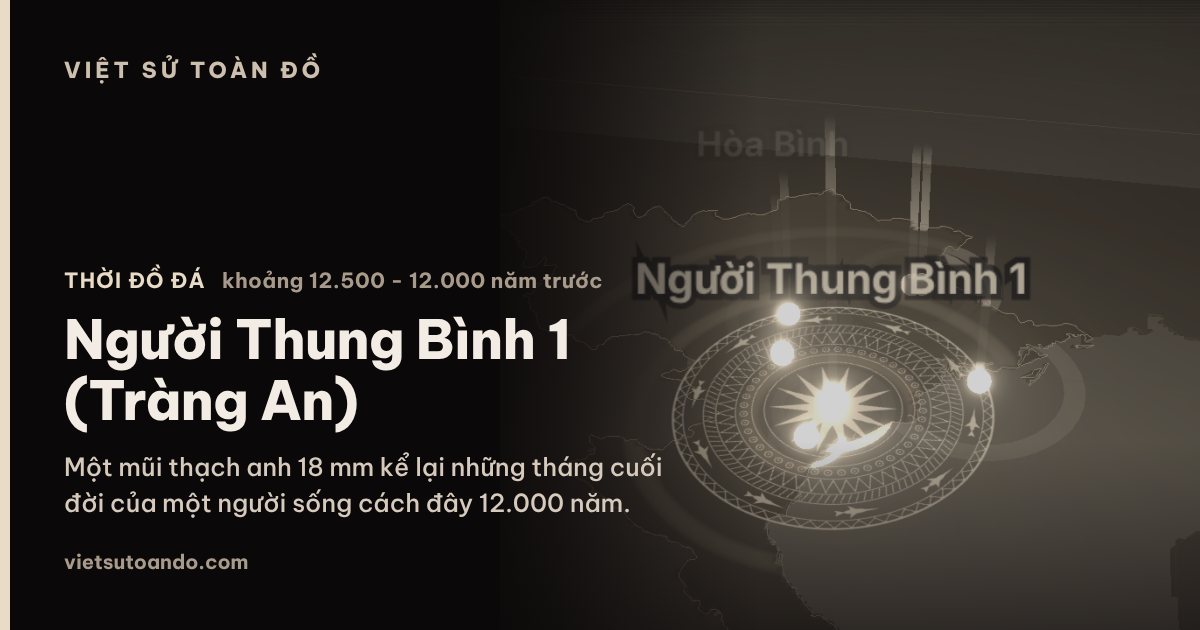 VIỆT SỬ TOÀN ĐỒ
Hòa Bình
Người Thung Bình 1
THỜI ĐỒ ĐÁ khoảng 12.500 - 12.000 năm trước
Người Thung Bình 1
(Tràng An)
Một mũi thạch anh 18 mm kể lại những tháng cuối
đời của một người sống cách đây 12.000 năm.
vietsutoando.com